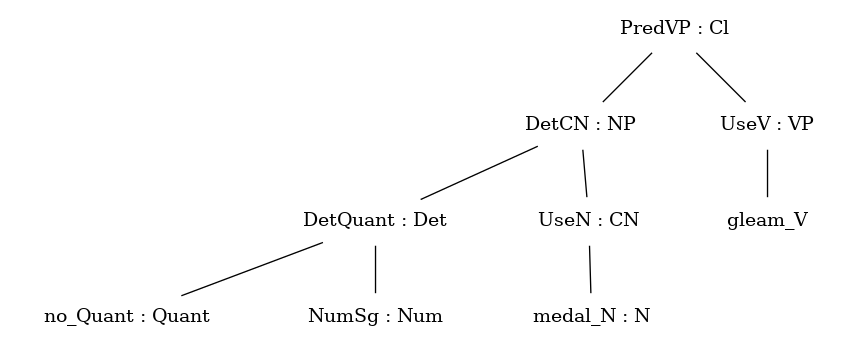 PredVP : Cl
DetCN : NP UseV : VP
DetQuant : Det UseN : CN gleam_V
no_Quant : Quant NumSg : Num medal_N : N